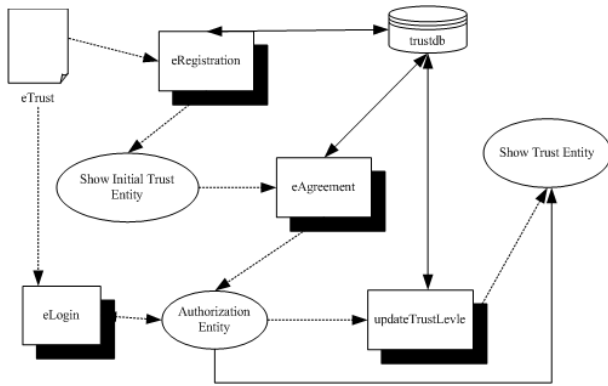 eRegistration
trustdb
eTrust
Show Initial Trust
Entity
eAgreement
Show Trust Entity
eLogin
Authorization
Entity
updateTrustLevle